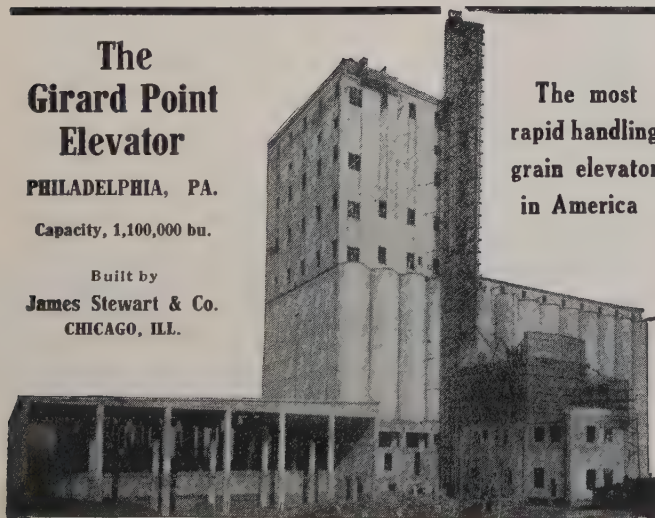 The
Girard Point
Elevator
PHILADELPHIA, PA.
Capacity, 1,100,000 bu.
Built by
James Stewart & Co.
CHICAGO, ILL.
The most
rapid handling
grain elevator
in America